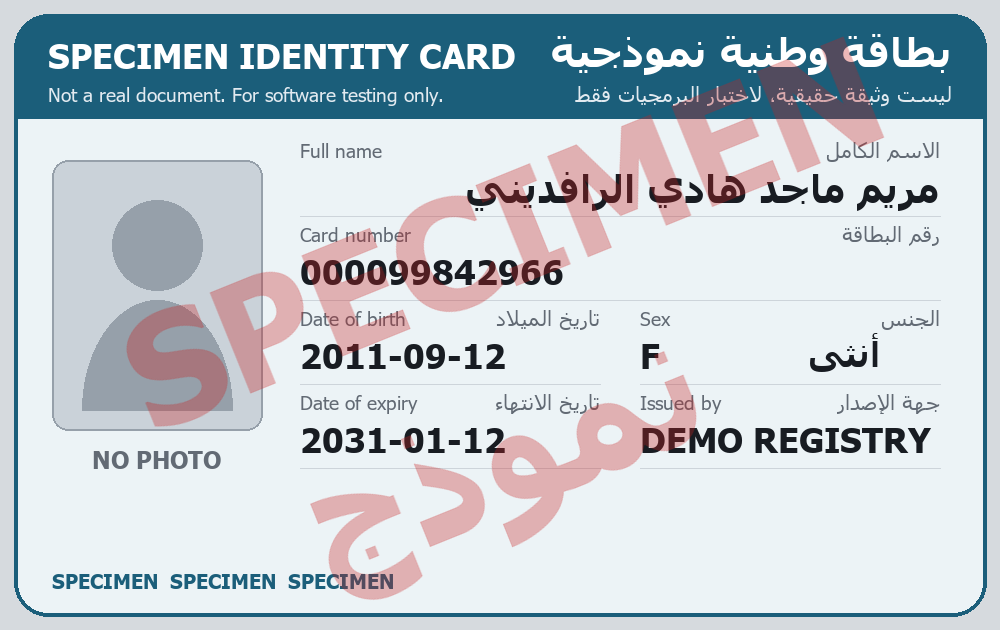 SPECIMEN IDENTITY CARD بطاقة وطنية نموذجية
Not a real document. For software testing only. ليست وثيقة حقيقية، لاختبار البرمجيات فقط
Full name الاسم الكامل
مريم ماجد هادي الرافديني
Card number رقم البطاقة
000099842966
Date of birth تاريخ الميلاد Sex الجنس
2011-09-12 F أنثى
Date of expiry تاريخ الانتهاء Issued by جهة الإصدار
2031-01-12 DEMO REGISTRY
NO PHOTO
SPECIMEN SPECIMEN SPECIMEN
SPECIMEN
نموذج